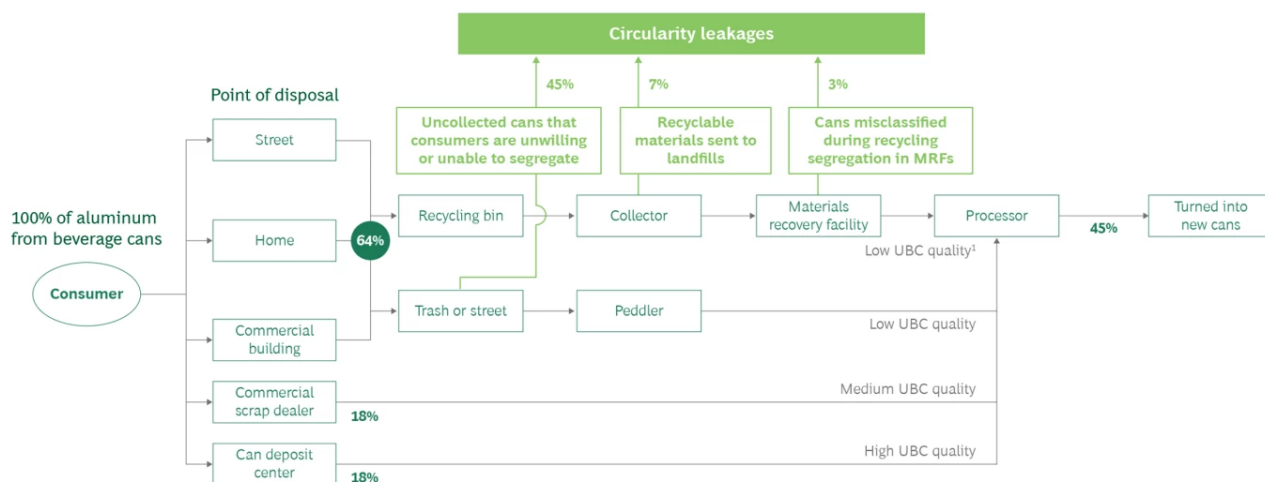 Circularity leakages
45%
7%
3%
Point of disposal
Uncollected cans that
consumers are unwilling
or unable to segregate
Recyclable
materials sent to
landfills
Cans misclassified
during recycling
segregation in MRFs
Street
100% of aluminum
from beverage cans
Home
64%
Recycling bin
Collector
Materials
recovery facility
Processor
45%
Turned into
new cans
Low UBC quality¹
Consumer
Trash or street
Peddler
Low UBC quality
Commercial
building
Commercial
scrap dealer
18%
Medium UBC quality
Can deposit
center
18%
High UBC quality